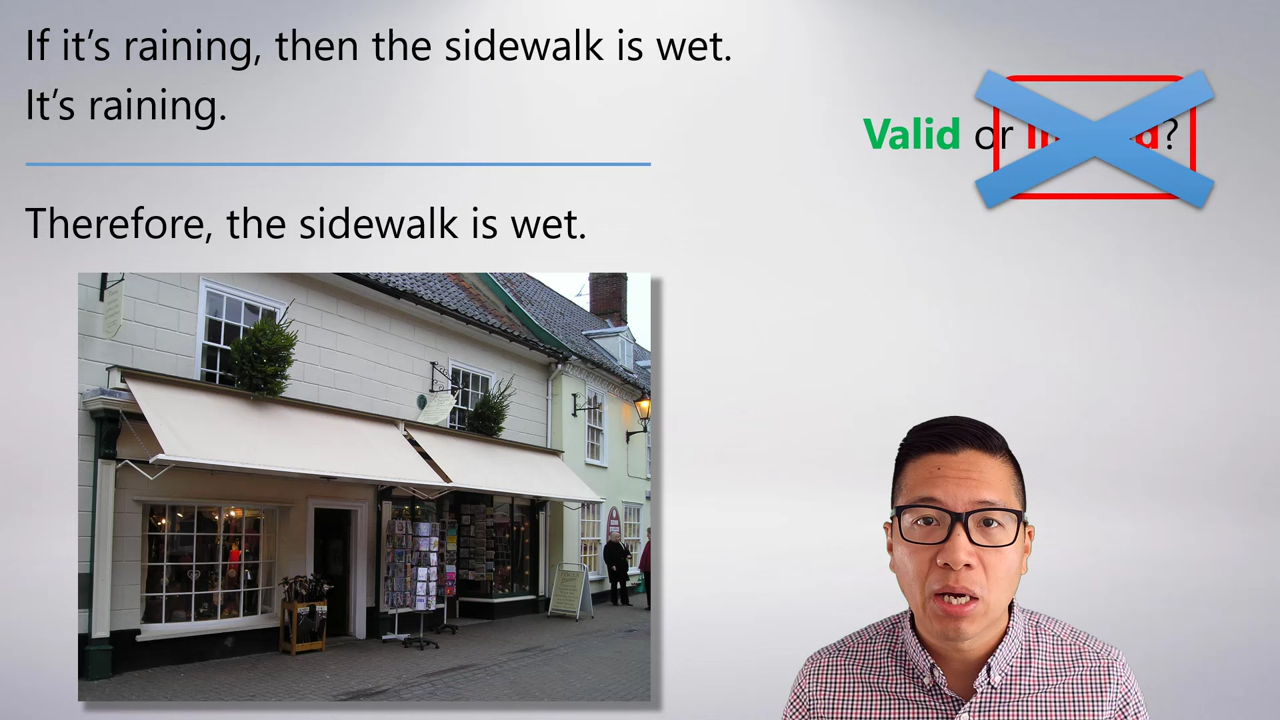 If it's raining, then the sidewalk is wet.
It's raining.
Valid or ?
Therefore, the sidewalk is wet.